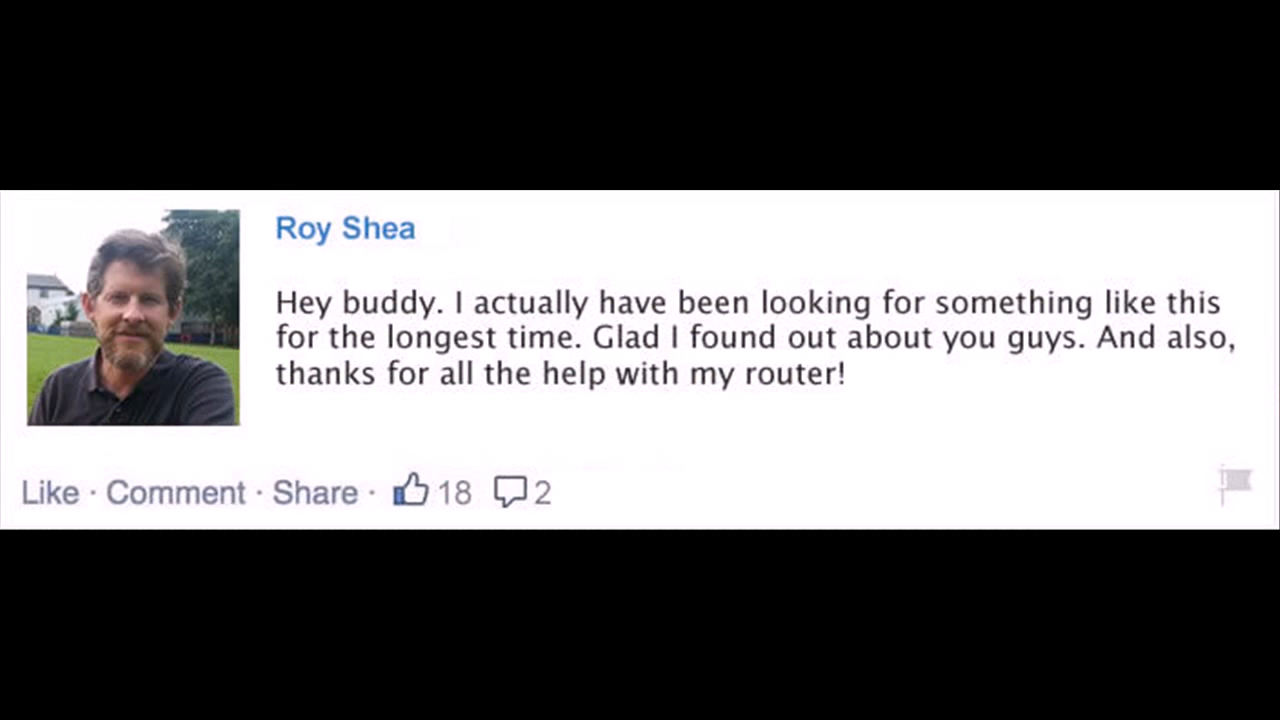 Roy Shea
Hey buddy. I actually have been looking for something like this
for the longest time. Glad I found out about you guys. And also,
thanks for all the help with my router!
Like · Comment · Share · 18 2